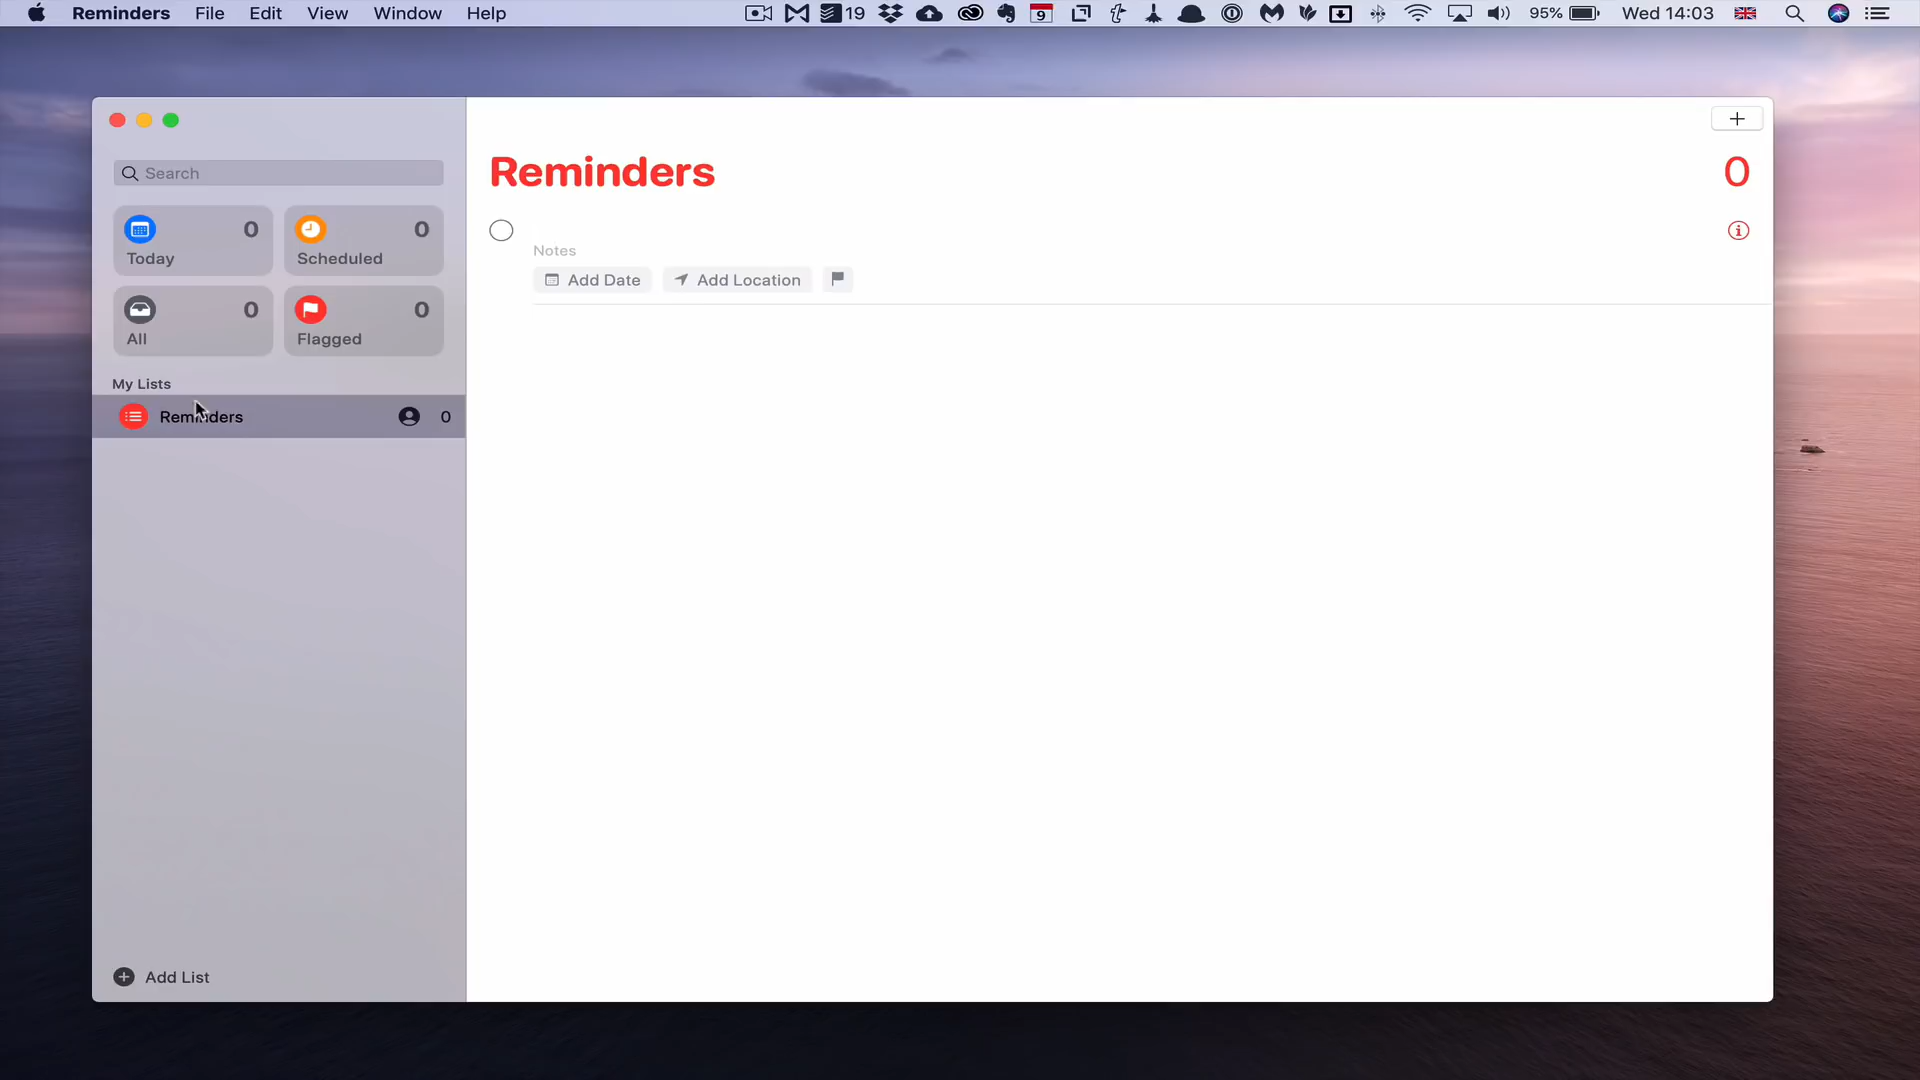 Reminders File Edit View Window Help 19 9 95% Wed 14:03
Search
Today 0
Scheduled 0
All 0
Flagged 0
My Lists
Reminders 0
Add List
+
Reminders 0
Notes
Add Date Add Location